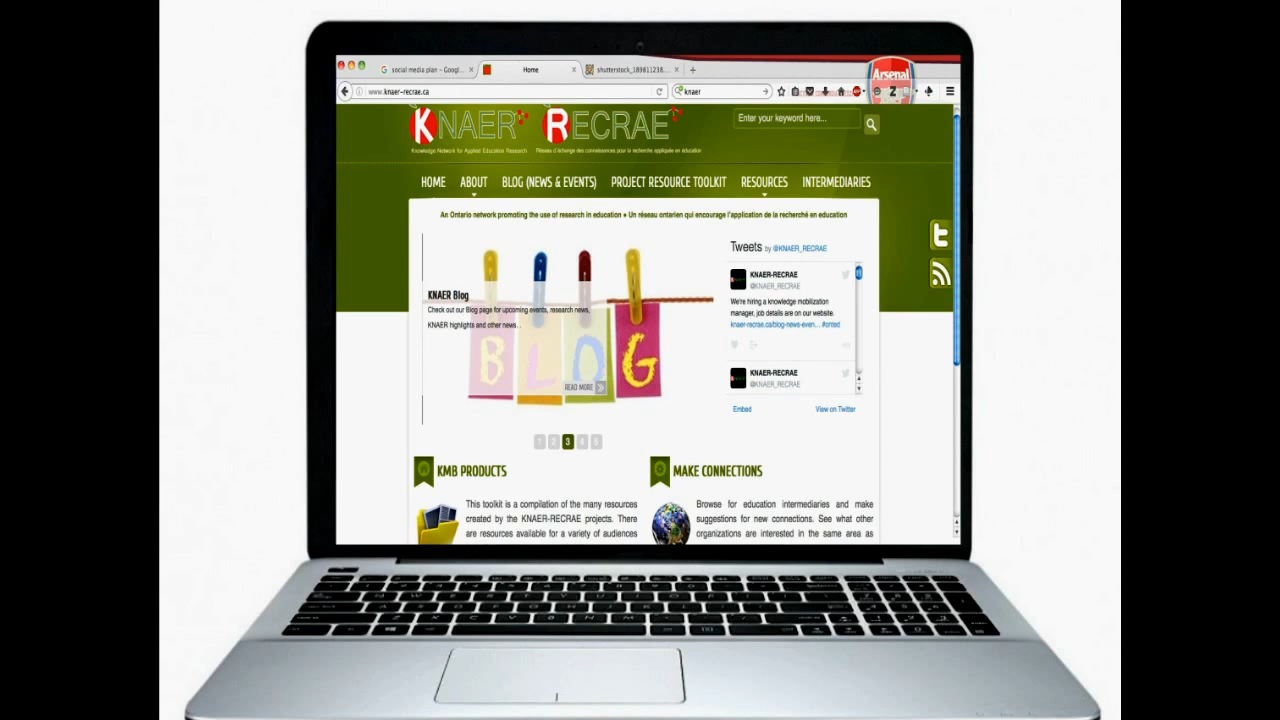 social media plan - Googl...
Home
shutterstock_189811238....
www.knaer-recrae.ca
knaer
Arsenal
KNAER RECRAE
Knowledge Network for Applied Education Research
Réseau d'échange des connaissances pour la recherche appliquée en éducation
Enter your keyword here...
HOME ABOUT BLOG (NEWS & EVENTS) PROJECT RESOURCE TOOLKIT RESOURCES INTERMEDIARIES
An Ontario network promoting the use of research in education ● Un réseau ontarien qui encourage l'application de la recherché en education
KNAER Blog
Check out our Blog page for upcoming events, research news,
KNAER highlights and other news. .
BLOG
READ MORE
1 2 3 4 5
Tweets by @KNAER_RECRAE
KNAER-RECRAE
@KNAER_RECRAE
We're hiring a knowledge mobilization
manager, job details are on our website.
knaer-recrae.ca/blog-news-even... #onted
KNAER-RECRAE
@KNAER_RECRAE
Embed
View on Twitter
KMB PRODUCTS
This toolkit is a compilation of the many resources
created by the KNAER-RECRAE projects. There
are resources available for a variety of audiences
MAKE CONNECTIONS
Browse for education intermediaries and make
suggestions for new connections. See what other
organizations are interested in the same area as